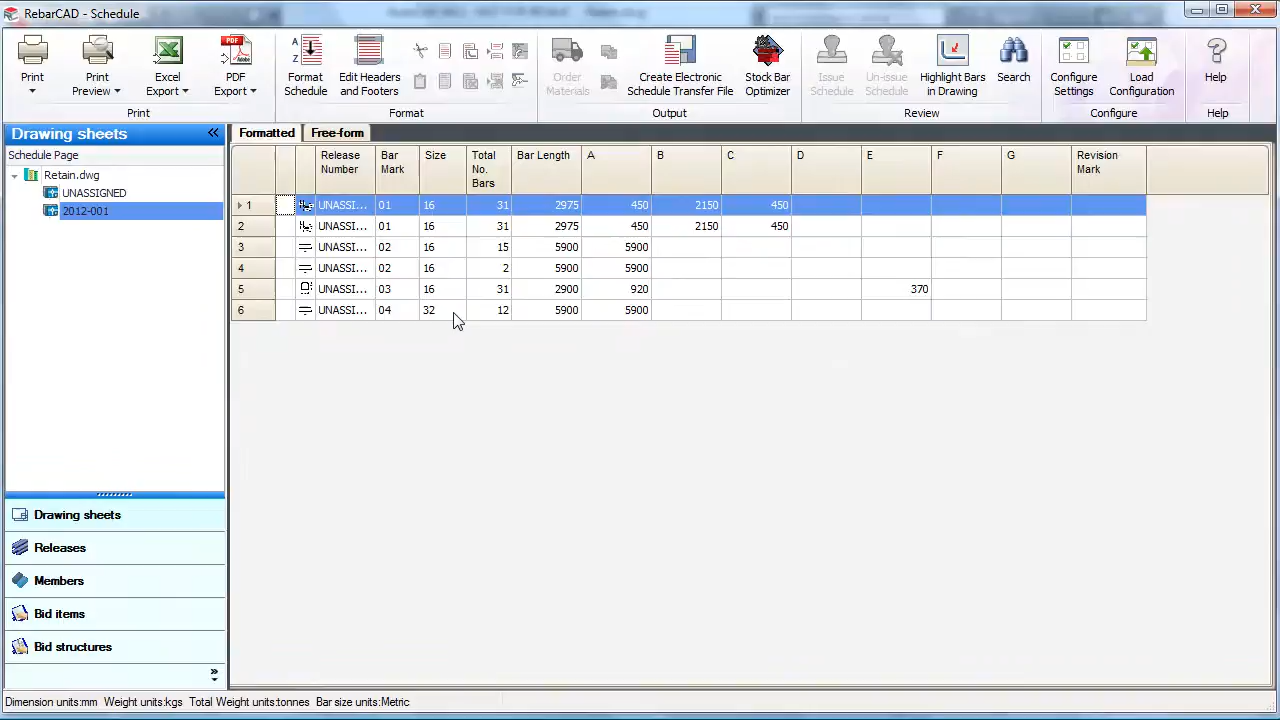 RebarCAD - Schedule
Print
Print Preview
Excel Export
PDF Export
Format Schedule
Edit Headers and Footers
Order Materials
Create Electronic Schedule Transfer File
Stock Bar Optimizer
Issue Schedule
Un-issue Schedule
Highlight Bars in Drawing
Search
Configure Settings
Load Configuration
Help
Print
Format
Output
Review
Configure
Help
Drawing sheets
Schedule Page
Retain.dwg
UNASSIGNED
2012-001
Drawing sheets
Releases
Members
Bid items
Bid structures
Formatted Free-form
Release Number Bar Mark Size Total No. Bars Bar Length A B C D E F G Revision Mark
1 UNASSI... 01 16 31 2975 450 2150 450
2 UNASSI... 01 16 31 2975 450 2150 450
3 UNASSI... 02 16 15 5900 5900
4 UNASSI... 02 16 2 5900 5900
5 UNASSI... 03 16 31 2900 920 370
6 UNASSI... 04 32 12 5900 5900
Dimension units:mm Weight units:kgs Total Weight units:tonnes Bar size units:Metric